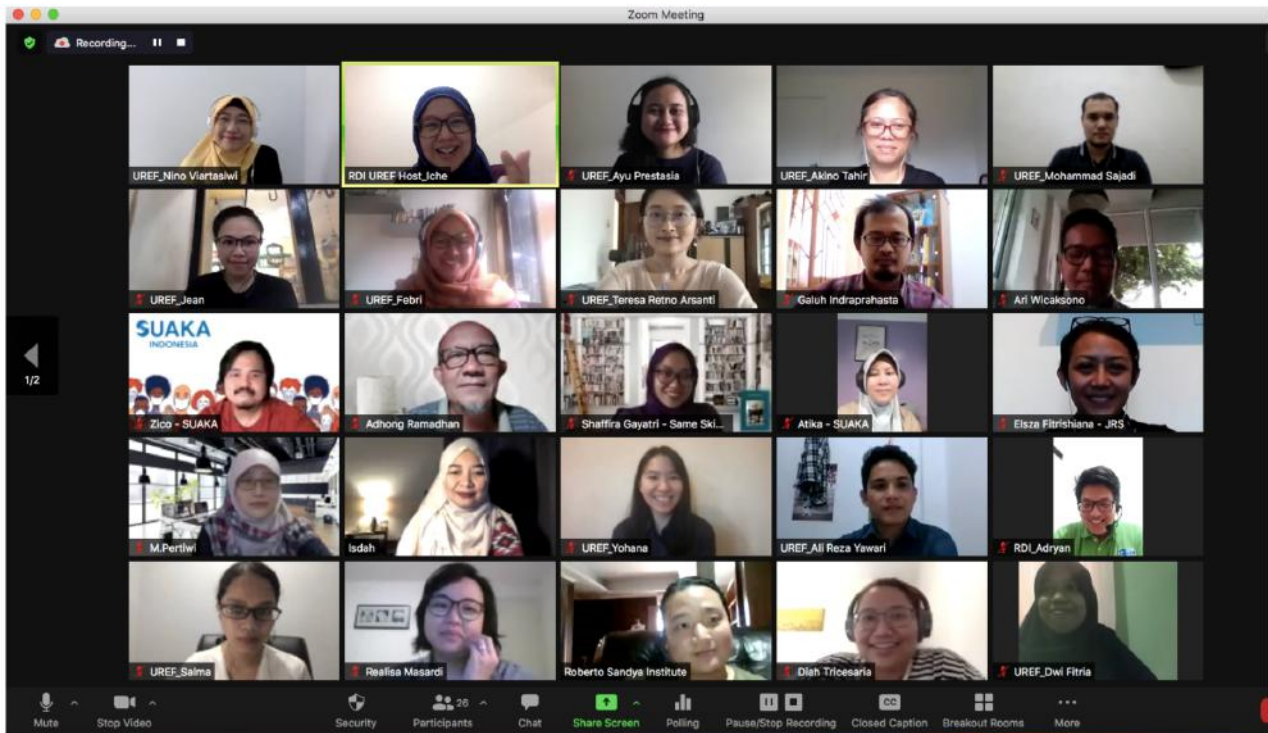 Zoom Meeting
Recording...
UREF_Nino Viartasiwi
RDI UREF Host_Iche
UREF_Ayu Prestasia
UREF_Akino Tahir
UREF_Mohammad Sajadi
UREF_Jean
UREF_Febri
UREF_Teresa Retno Arsanti
Galuh Indraprahasta
Ari Wicaksono
1/2
SUAKA
INDONESIA
Zico - SUAKA
Adhong Ramadhan
Shaffira Gayatri - Same Ski...
Atika - SUAKA
Elsza Fitrishiana - JRS
M.Pertiwi
Isdah
UREF_Yohana
UREF_Ali Reza Yawari
RDI_Adryan
UREF_Salma
Realisa Masardi
Roberto Sandya Institute
Diah Tricesaria
UREF_Dwi Fitria
Mute
Stop Video
Security
26
Participants
Chat
Share Screen
Polling
Pause/Stop Recording
CC
Closed Caption
Breakout Rooms
More